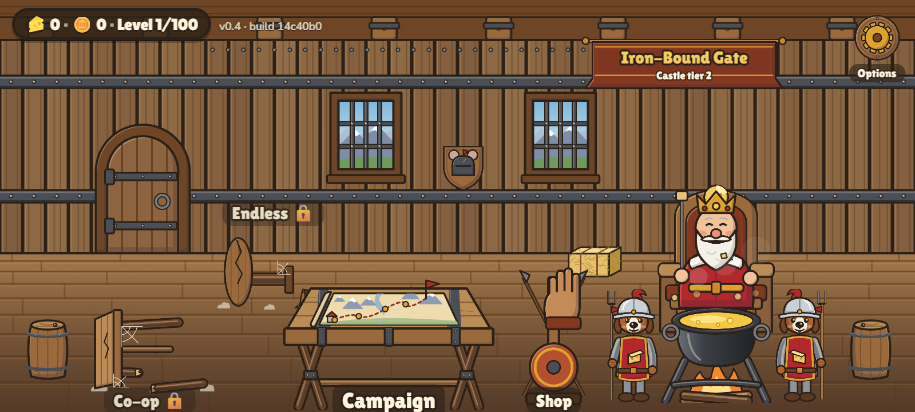 0 · 0 · Level 1/100
v0.4 · build 14c40b0
Iron-Bound Gate
Castle tier 2
Options
Endless
Co-op
Campaign
Shop